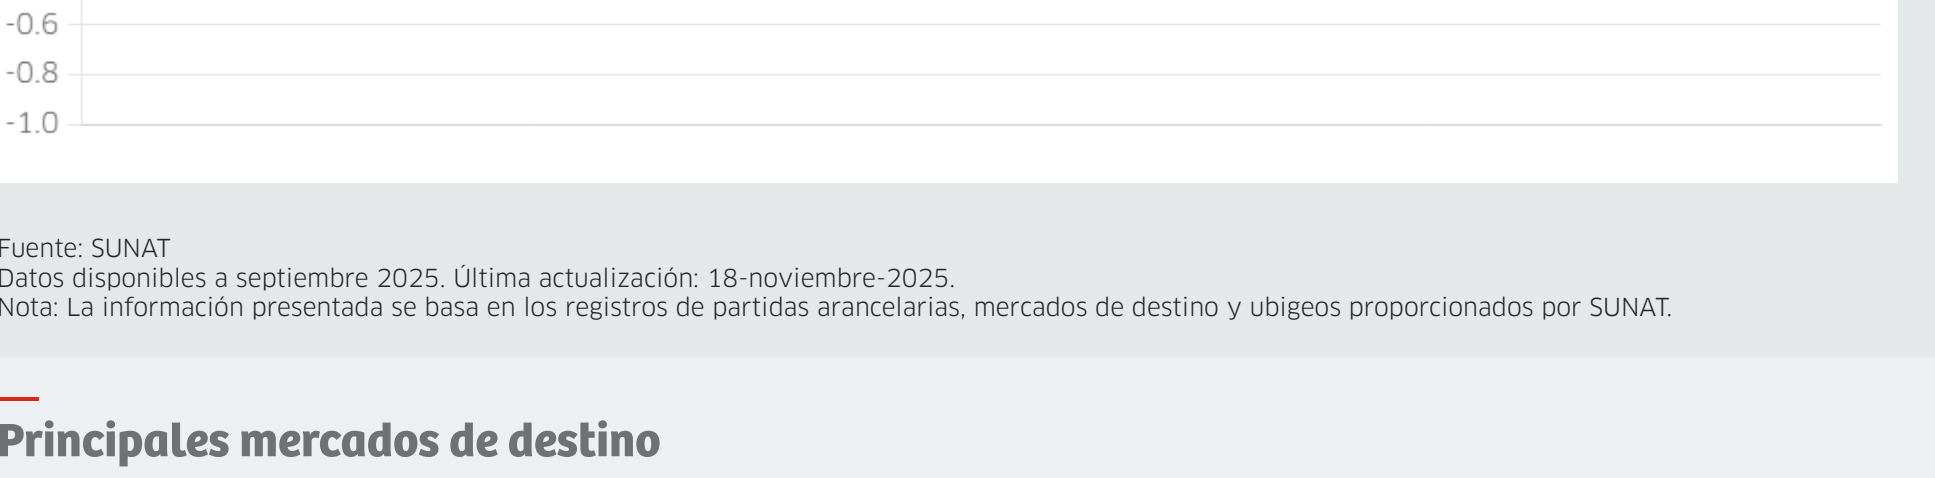 -0.6
-0.8
-1.0
Fuente: SUNAT
Datos disponibles a septiembre 2025. Última actualización: 18-noviembre-2025.
Nota: La información presentada se basa en los registros de partidas arancelarias, mercados de destino y ubigeos proporcionados por SUNAT.
Principales mercados de destino